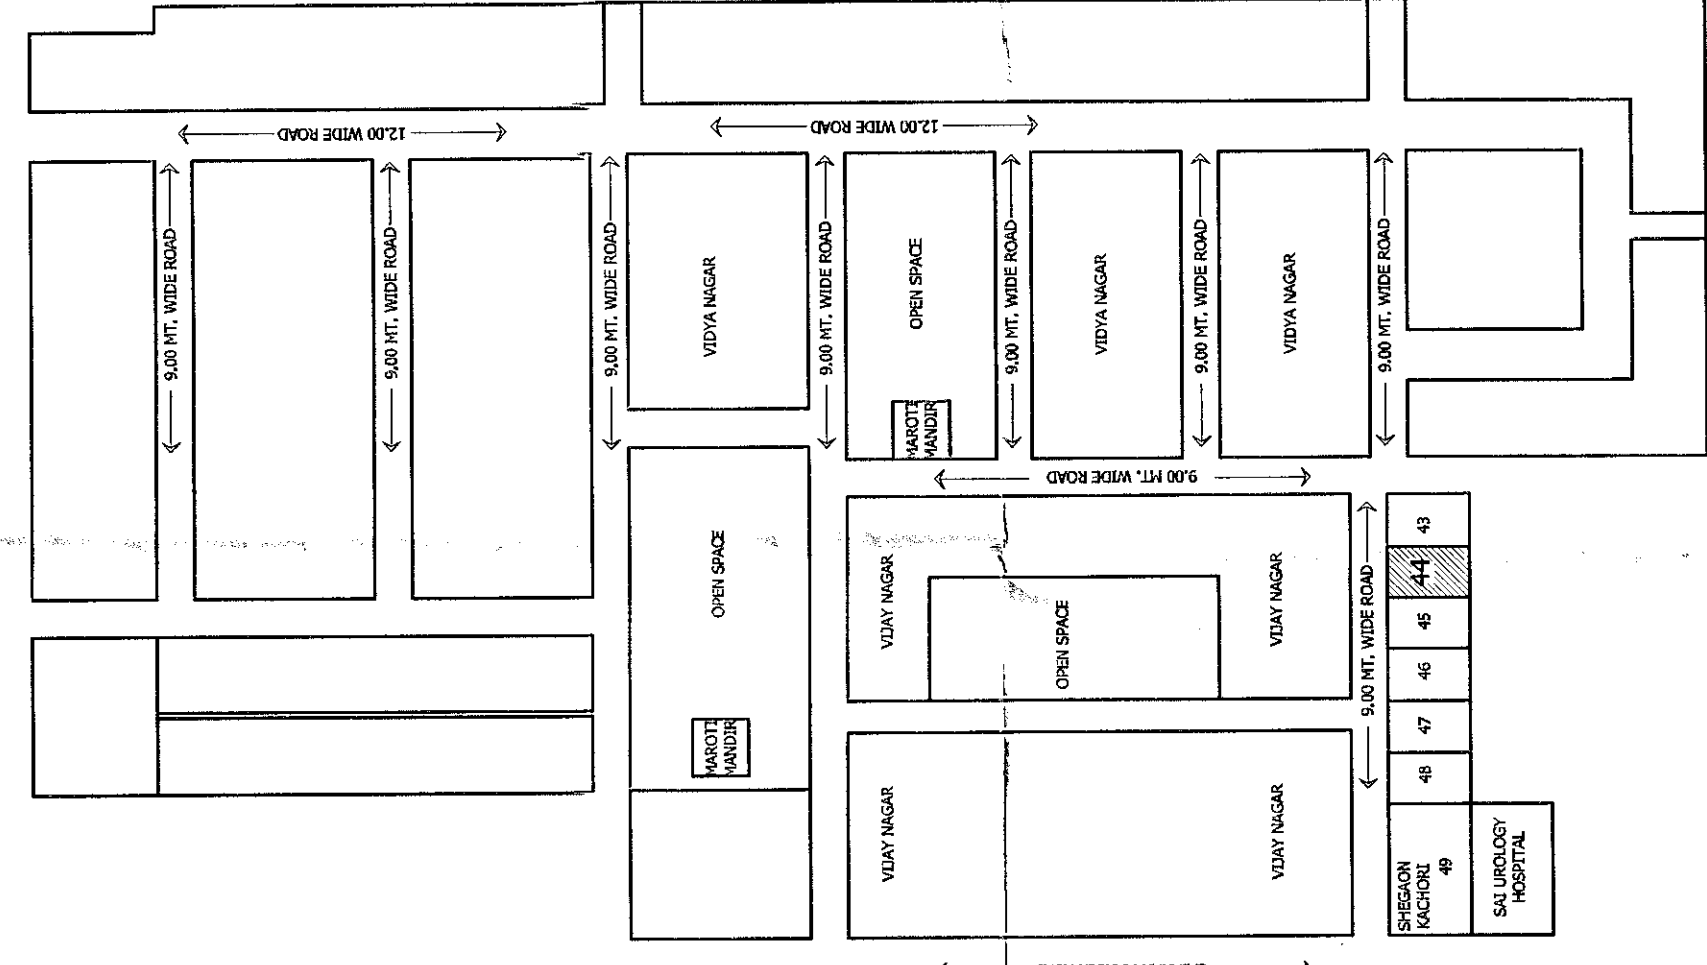 12.00 WIDE ROAD
12.00 WIDE ROAD
9.00 MT. WIDE ROAD
9.00 MT. WIDE ROAD
9.00 MT. WIDE ROAD
9.00 MT. WIDE ROAD
9.00 MT. WIDE ROAD
9.00 MT. WIDE ROAD
9.00 MT. WIDE ROAD
VIDYA NAGAR
OPEN SPACE
VIDYA NAGAR
VIDYA NAGAR
MAROTI
MANDIR
9.00 MT. WIDE ROAD
OPEN SPACE
MAROTI
MANDIR
VIJAY NAGAR
OPEN SPACE
VIJAY NAGAR
9.00 MT. WIDE ROAD
VIJAY NAGAR
VIJAY NAGAR
43
44
45
46
47
48
SHEGAON
KACHORI
49
SAI UROLOGY
HOSPITAL